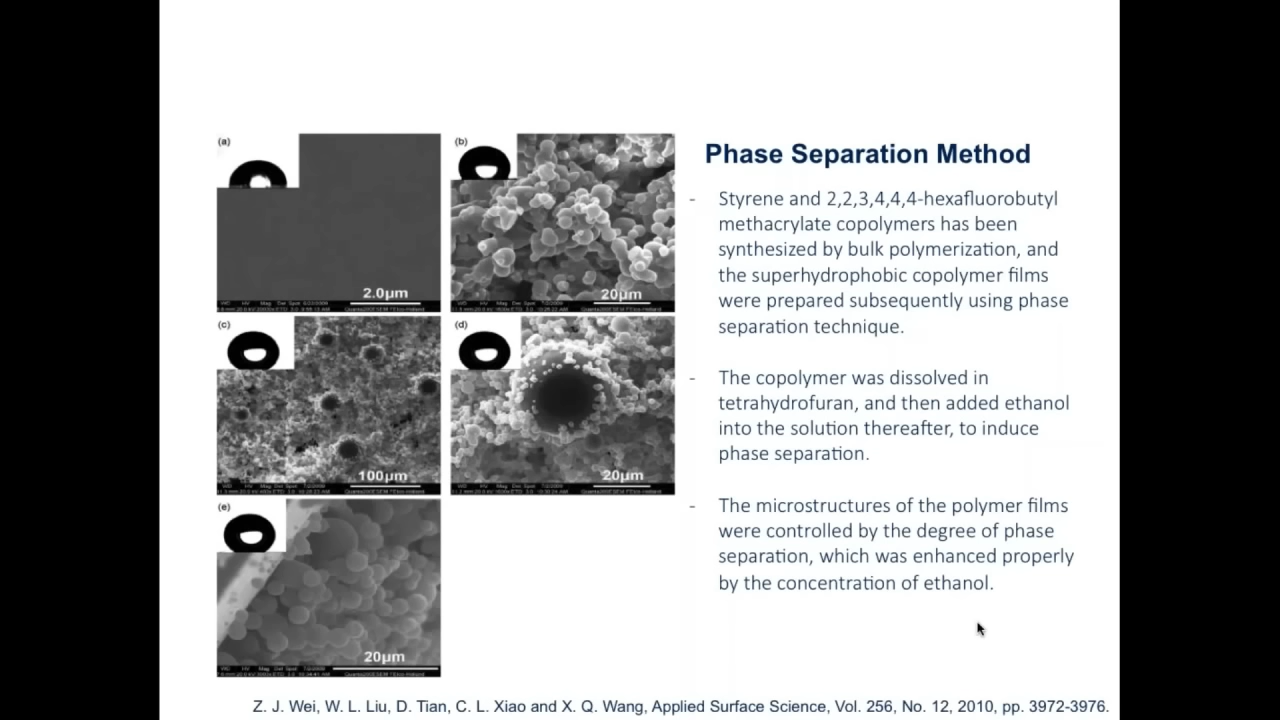 (a)
2.0µm
(b)
20µm
(c)
100µm
(d)
20µm
(e)
20µm
Phase Separation Method
- Styrene and 2,2,3,4,4,4-hexafluorobutyl
methacrylate copolymers has been
synthesized by bulk polymerization, and
the superhydrophobic copolymer films
were prepared subsequently using phase
separation technique.
- The copolymer was dissolved in
tetrahydrofuran, and then added ethanol
into the solution thereafter, to induce
phase separation.
- The microstructures of the polymer films
were controlled by the degree of phase
separation, which was enhanced properly
by the concentration of ethanol.
Z. J. Wei, W. L. Liu, D. Tian, C. L. Xiao and X. Q. Wang, Applied Surface Science, Vol. 256, No. 12, 2010, pp. 3972-3976.